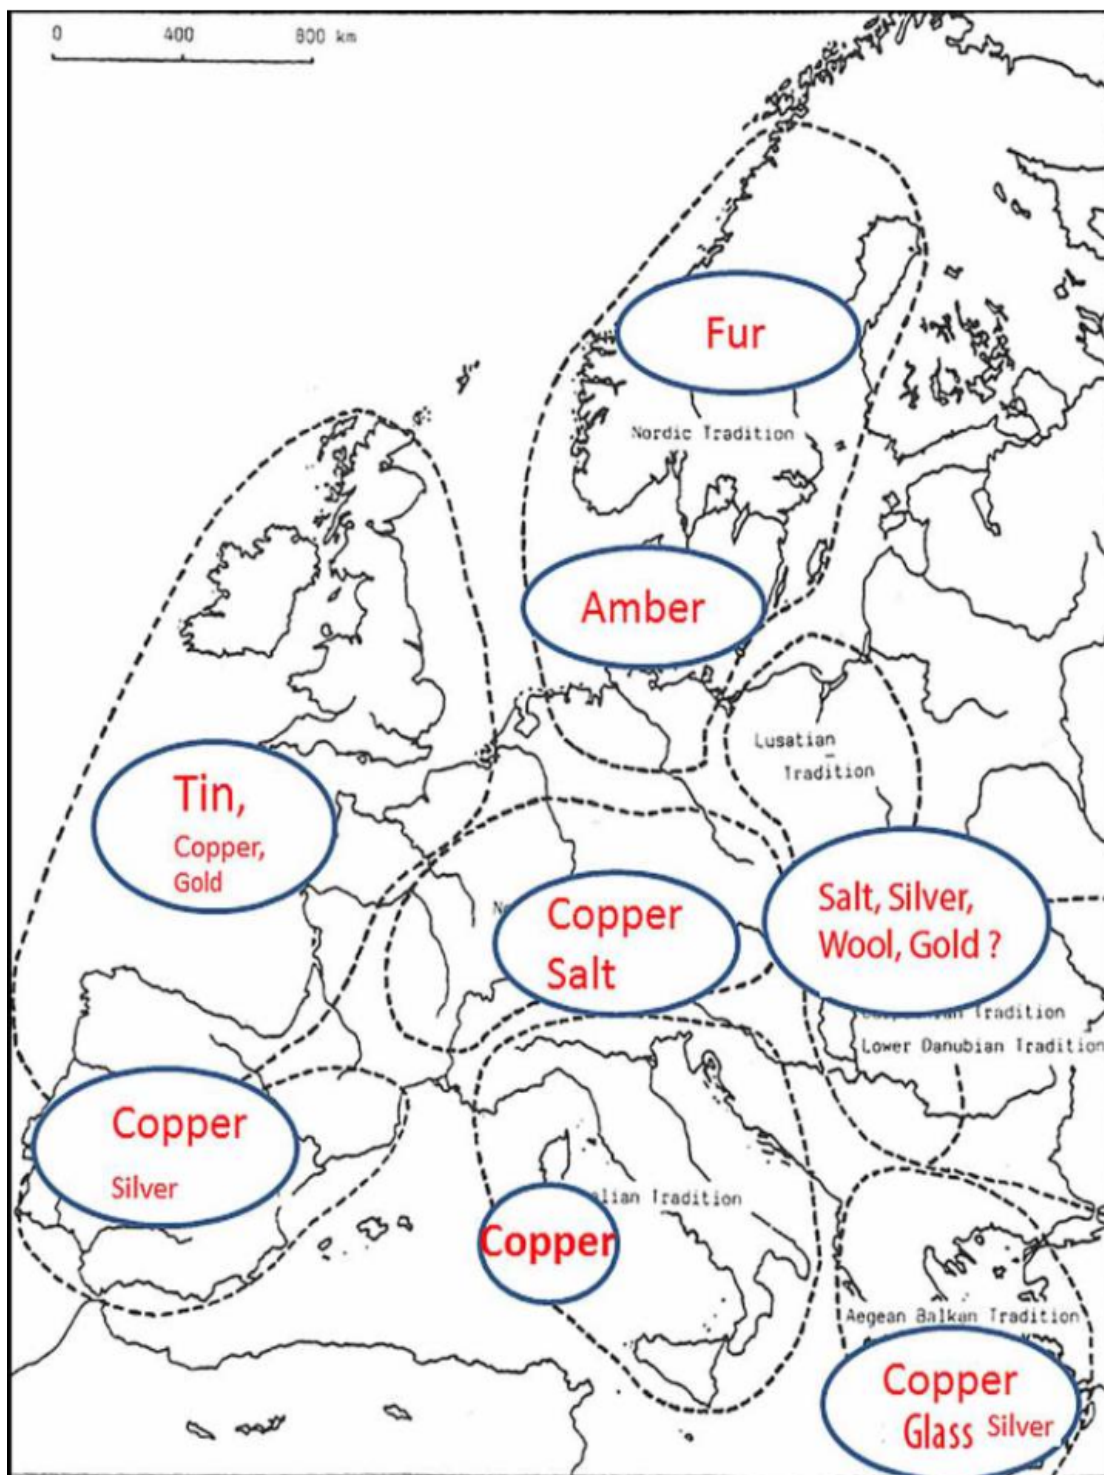 0 400 800 km
Fur
Nordic Tradition
Amber
Lusatian
Tradition
Tin,
Copper,
Gold
Copper
Salt
Salt, Silver,
Wool, Gold ?
Tradition
Lower Danubian Tradition
Copper
Silver
Tradition
Copper
Aegean Balkan Tradition
Copper
Glass Silver